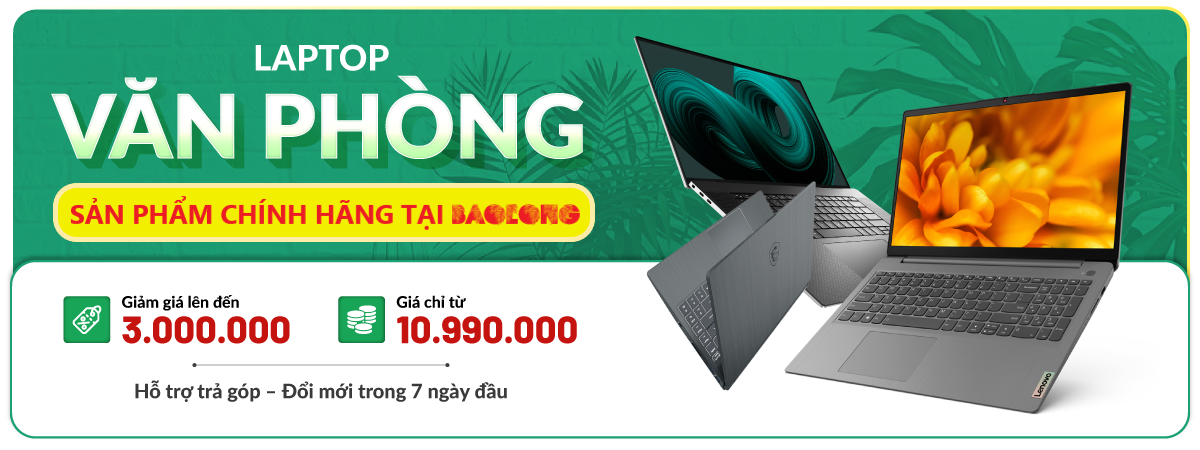 LAPTOP
VĂN PHÒNG
SẢN PHẨM CHÍNH HÃNG TẠI BAOLONG
Giảm giá lên đến
3.000.000
Giá chỉ từ
10.990.000
Hỗ trợ trả góp – Đổi mới trong 7 ngày đầu
Lenovo